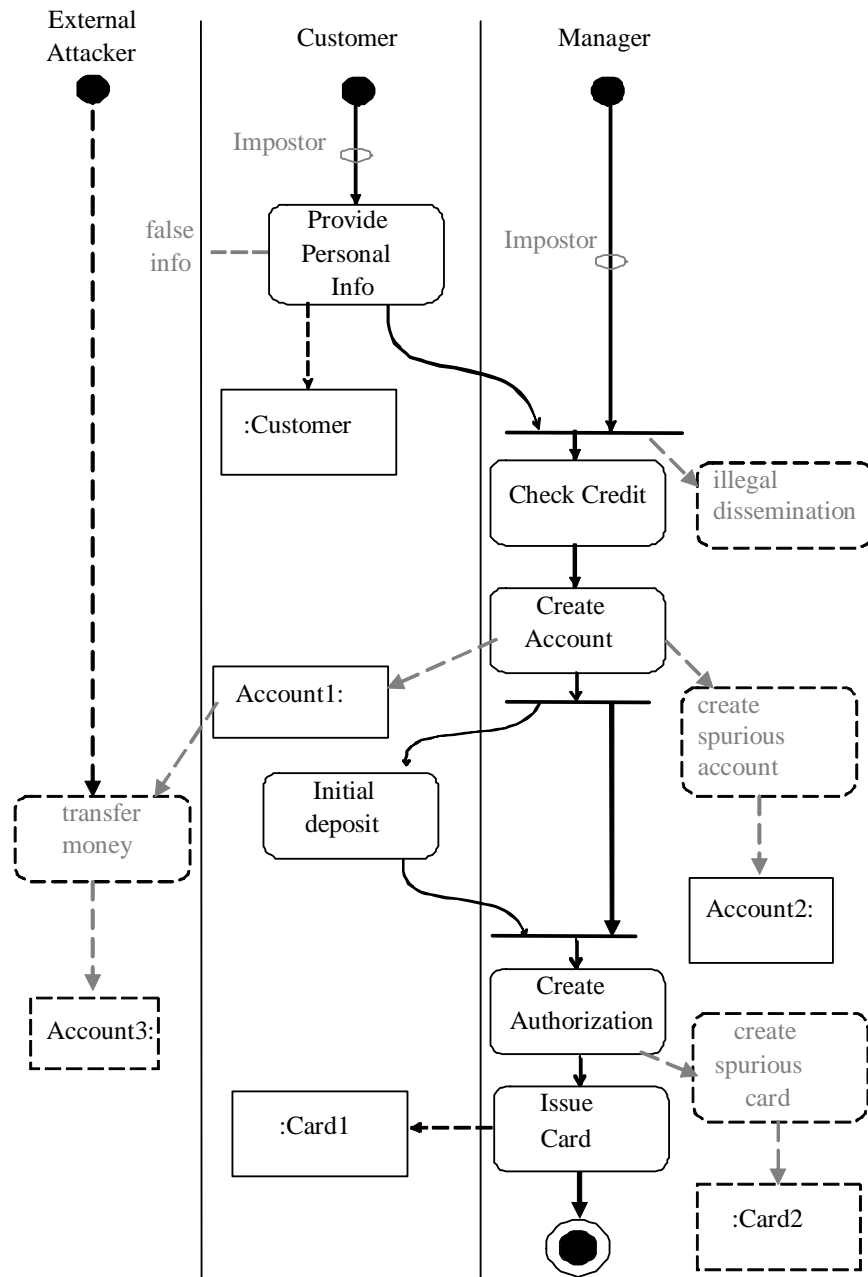 External
Attacker
Customer
Manager
Impostor
Provide
Personal
Info
false
info
Impostor
:Customer
Check Credit
illegal
dissemination
Create
Account
Account1:
create
spurious
account
Initial
deposit
transfer
money
Account2:
Create
Authorization
Account3:
create
spurious
card
Issue
Card
:Card1
:Card2